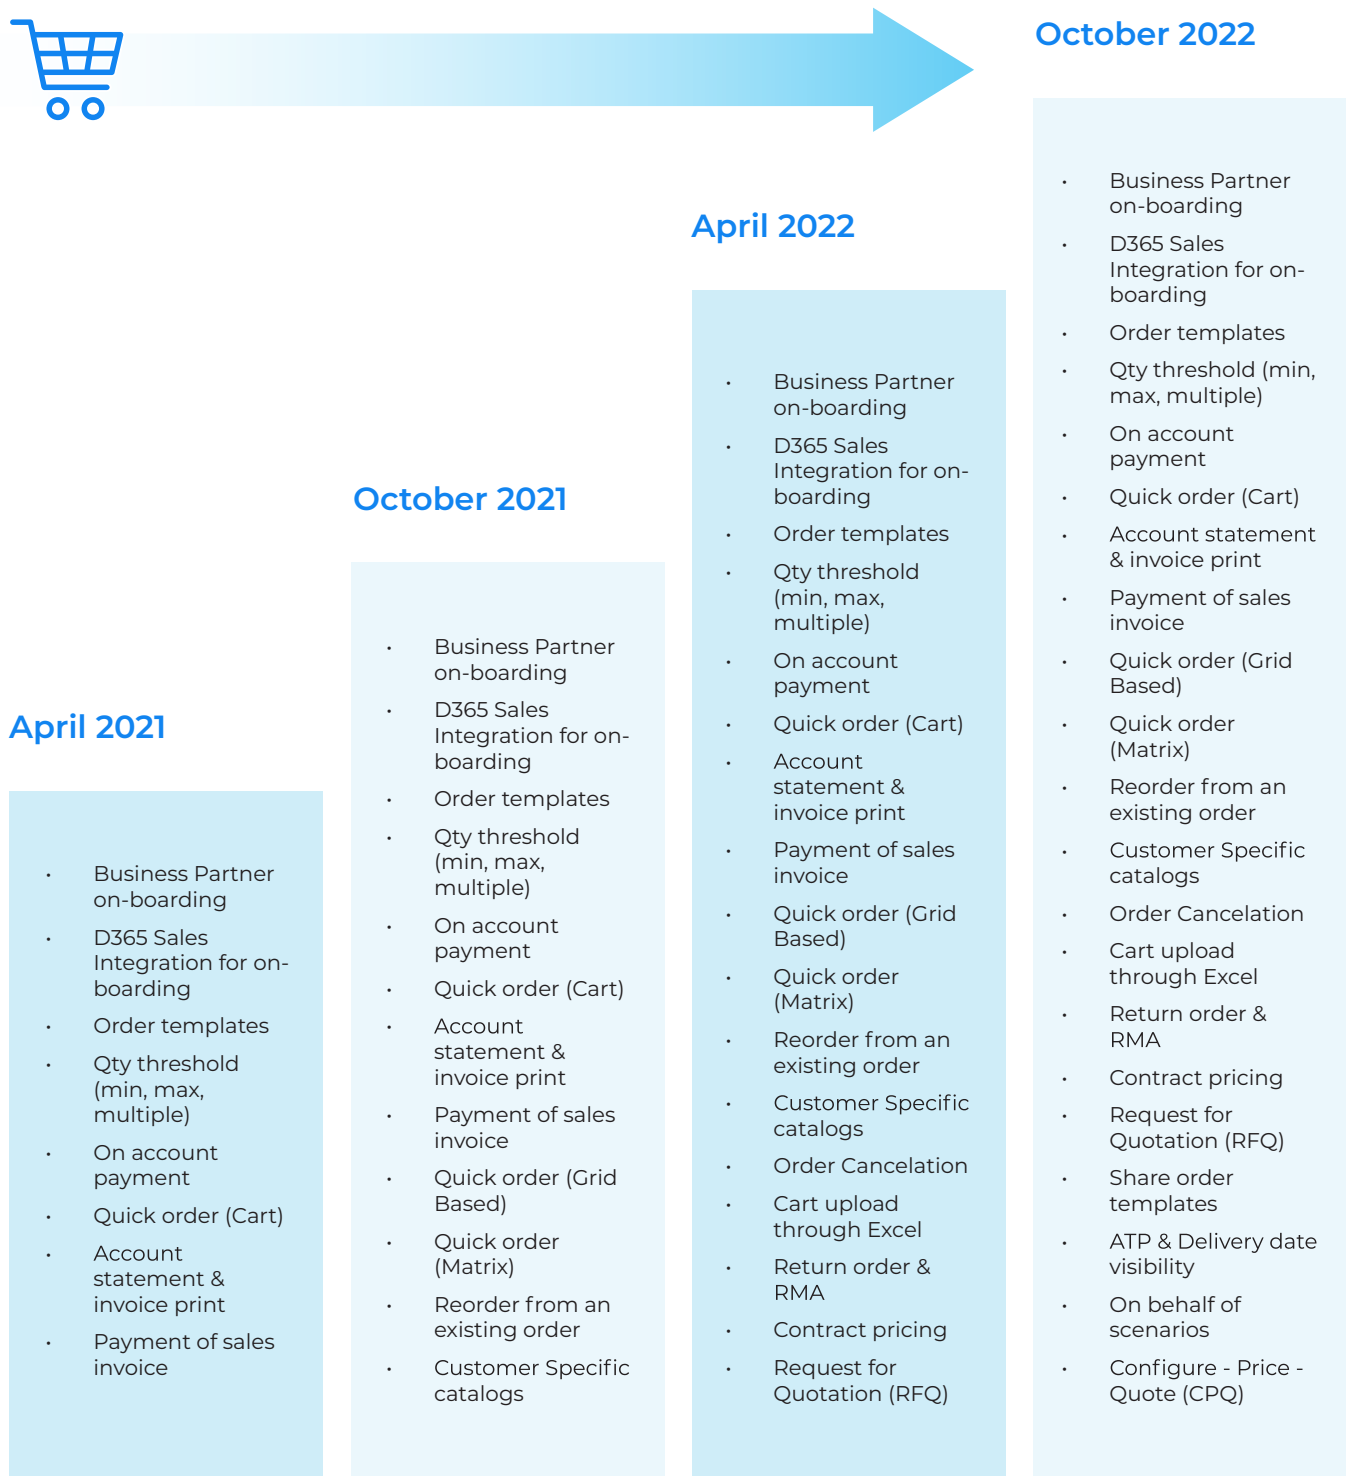 April 2021
• Business Partner
on-boarding
• D365 Sales
Integration for on-
boarding
• Order templates
• Qty threshold
(min, max,
multiple)
• On account
payment
• Quick order (Cart)
• Account
statement &
invoice print
• Payment of sales
invoice
October 2021
• Business Partner
on-boarding
• D365 Sales
Integration for on-
boarding
• Order templates
• Qty threshold
(min, max,
multiple)
• On account
payment
• Quick order (Cart)
• Account
statement &
invoice print
• Payment of sales
invoice
• Quick order (Grid
Based)
• Quick order
(Matrix)
• Reorder from an
existing order
• Customer Specific
catalogs
April 2022
• Business Partner
on-boarding
• D365 Sales
Integration for on-
boarding
• Order templates
• Qty threshold
(min, max,
multiple)
• On account
payment
• Quick order (Cart)
• Account
statement &
invoice print
• Payment of sales
invoice
• Quick order (Grid
Based)
• Quick order
(Matrix)
• Reorder from an
existing order
• Customer Specific
catalogs
• Order Cancelation
• Cart upload
through Excel
• Return order &
RMA
• Contract pricing
• Request for
Quotation (RFQ)
October 2022
• Business Partner
on-boarding
• D365 Sales
Integration for on-
boarding
• Order templates
• Qty threshold (min,
max, multiple)
• On account
payment
• Quick order (Cart)
• Account statement
& invoice print
• Payment of sales
invoice
• Quick order (Grid
Based)
• Quick order
(Matrix)
• Reorder from an
existing order
• Customer Specific
catalogs
• Order Cancelation
• Cart upload
through Excel
• Return order &
RMA
• Contract pricing
• Request for
Quotation (RFQ)
• Share order
templates
• ATP & Delivery date
visibility
• On behalf of
scenarios
• Configure - Price -
Quote (CPQ)